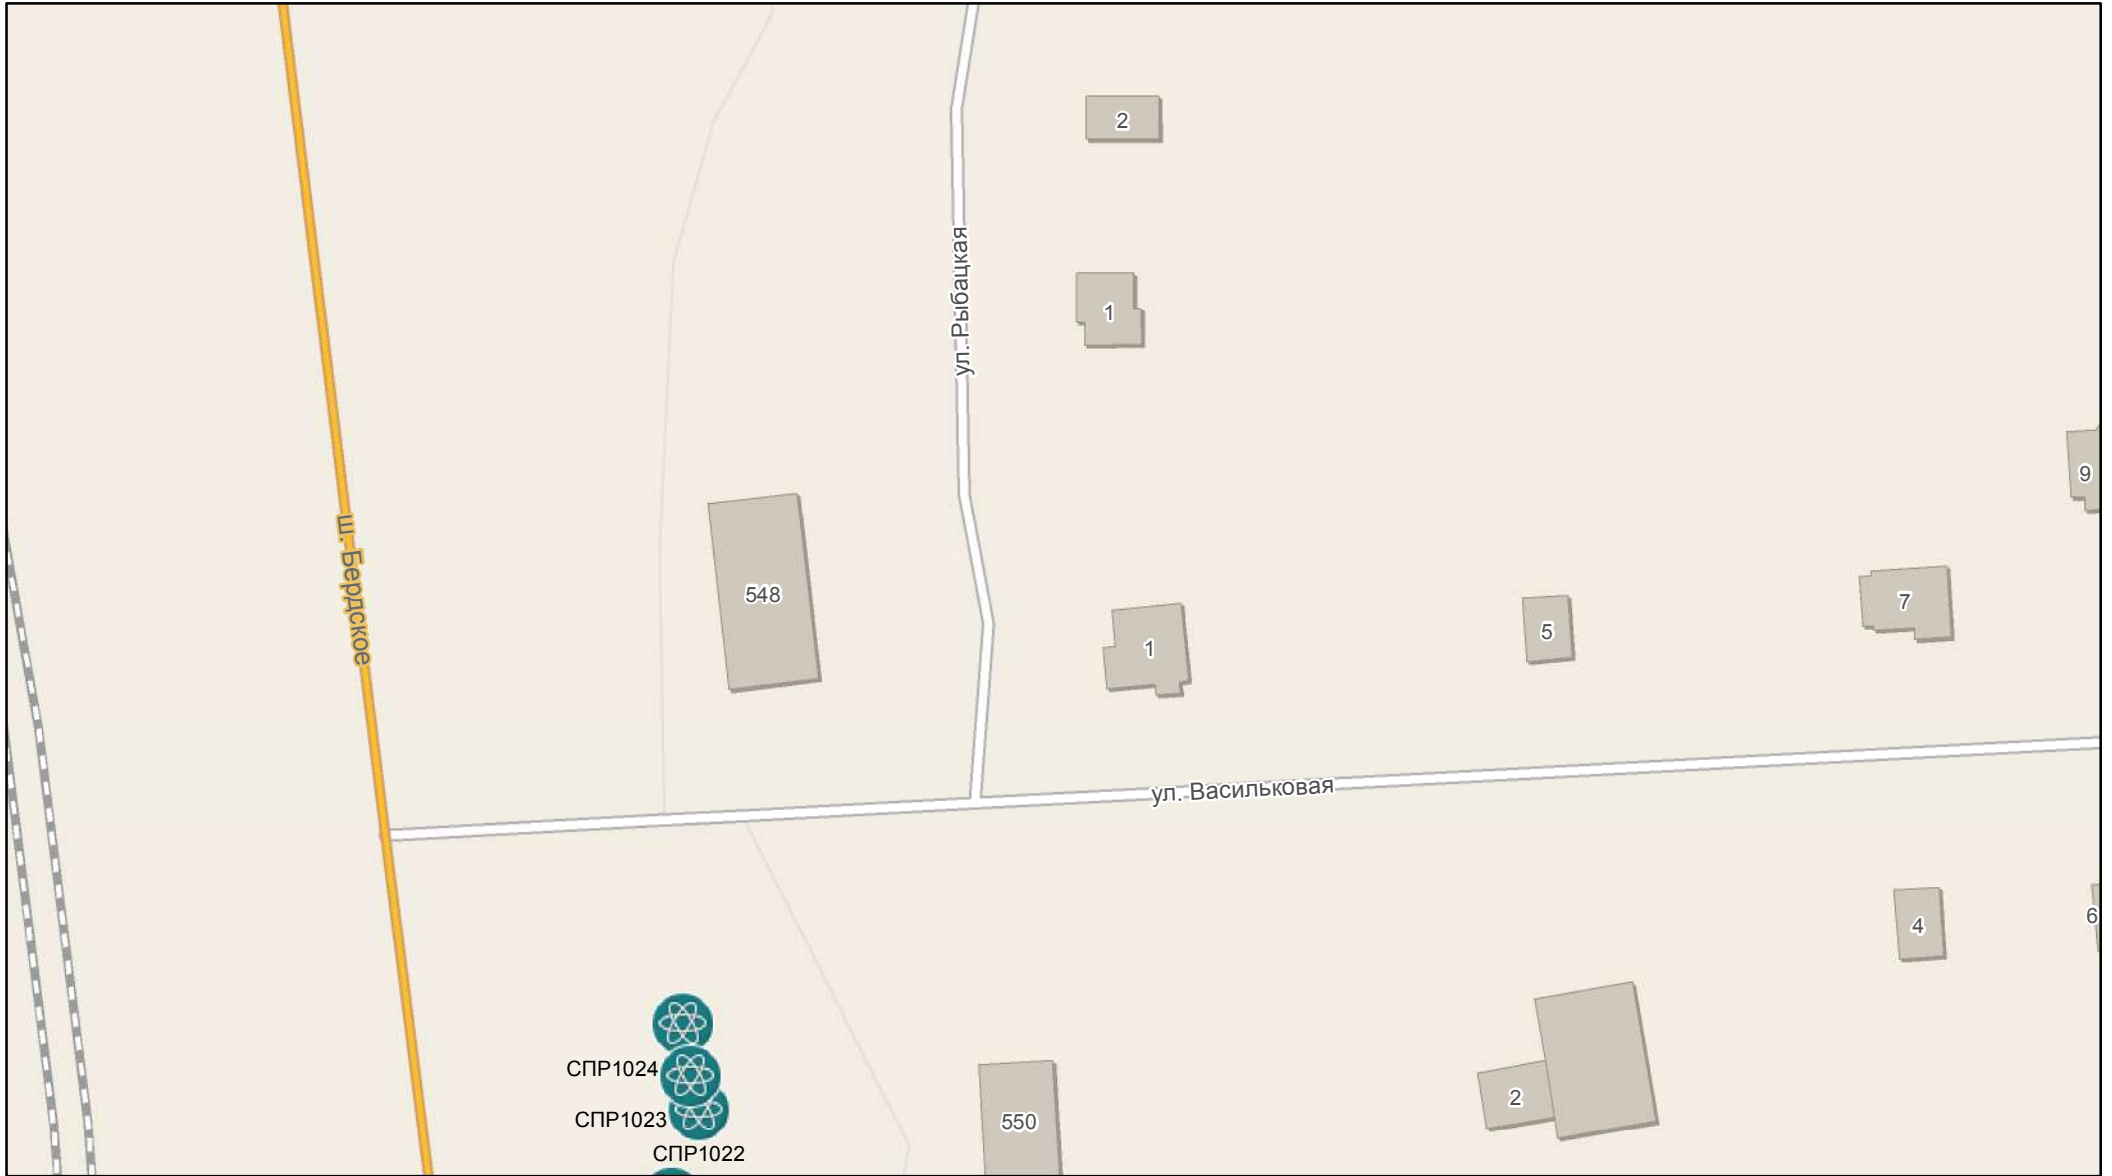 2
ул. Рыбацкая
1
9
ш. Бердское
548
7
5
1
ул. Васильковая
6
4
СПР1024
2
СПР1023
550
СПР1022